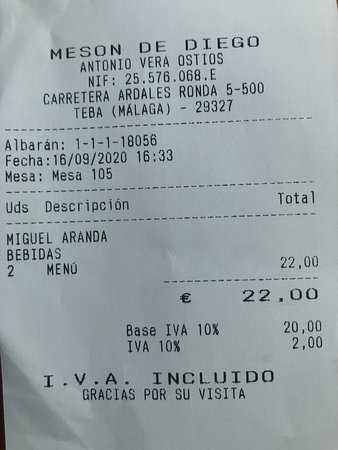 MESON DE DIEGO
ANTONIO VERA OSTIOS
NIF: 25.576.068.E
CARRETERA ARDALES RONDA 5-500
TEBA (MÁLAGA) - 29327
Albarán: 1-1-1-18056
Fecha:16/09/2020 16:33
Mesa: Mesa 105
Uds Descripción Total
MIGUEL ARANDA
BEBIDAS
2 MENÚ 22,00
€ 22,00
Base IVA 10% 20,00
IVA 10% 2,00
I.V.A. INCLUIDO
GRACIAS POR SU VISITA